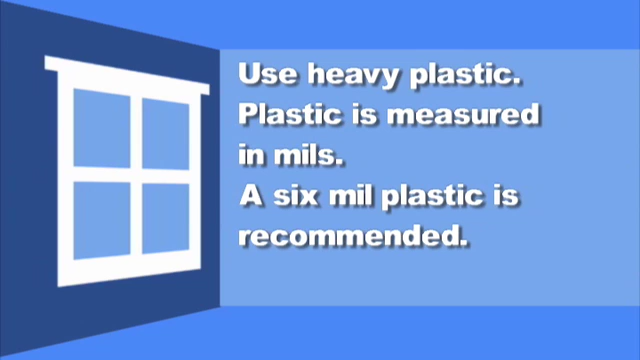 Use heavy plastic.
Plastic is measured
in mils.
A six mil plastic is
recommended.